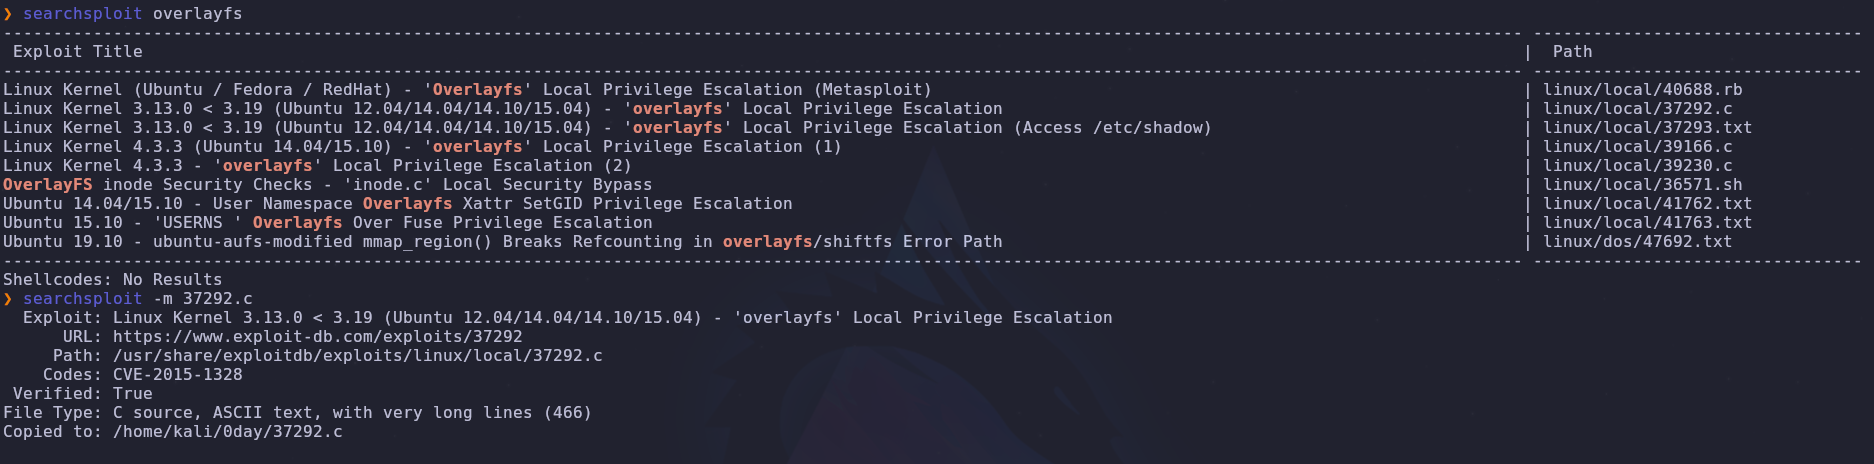 ❯ searchsploit overlayfs
-------------------------------------------------------------------------------------------------------------------------------------------------------- ---------------------------------
 Exploit Title                                                                                                                                          |  Path
-------------------------------------------------------------------------------------------------------------------------------------------------------- ---------------------------------
Linux Kernel (Ubuntu / Fedora / RedHat) - 'Overlayfs' Local Privilege Escalation (Metasploit)                                                           | linux/local/40688.rb
Linux Kernel 3.13.0 < 3.19 (Ubuntu 12.04/14.04/14.10/15.04) - 'overlayfs' Local Privilege Escalation                                                    | linux/local/37292.c
Linux Kernel 3.13.0 < 3.19 (Ubuntu 12.04/14.04/14.10/15.04) - 'overlayfs' Local Privilege Escalation (Access /etc/shadow)                               | linux/local/37293.txt
Linux Kernel 4.3.3 (Ubuntu 14.04/15.10) - 'overlayfs' Local Privilege Escalation (1)                                                                    | linux/local/39166.c
Linux Kernel 4.3.3 - 'overlayfs' Local Privilege Escalation (2)                                                                                         | linux/local/39230.c
OverlayFS inode Security Checks - 'inode.c' Local Security Bypass                                                                                       | linux/local/36571.sh
Ubuntu 14.04/15.10 - User Namespace Overlayfs Xattr SetGID Privilege Escalation                                                                         | linux/local/41762.txt
Ubuntu 15.10 - 'USERNS ' Overlayfs Over Fuse Privilege Escalation                                                                                       | linux/local/41763.txt
Ubuntu 19.10 - ubuntu-aufs-modified mmap_region() Breaks Refcounting in overlayfs/shiftfs Error Path                                                    | linux/dos/47692.txt
-------------------------------------------------------------------------------------------------------------------------------------------------------- ---------------------------------
Shellcodes: No Results
❯ searchsploit -m 37292.c
  Exploit: Linux Kernel 3.13.0 < 3.19 (Ubuntu 12.04/14.04/14.10/15.04) - 'overlayfs' Local Privilege Escalation
      URL: https://www.exploit-db.com/exploits/37292
     Path: /usr/share/exploitdb/exploits/linux/local/37292.c
    Codes: CVE-2015-1328
 Verified: True
File Type: C source, ASCII text, with very long lines (466)
Copied to: /home/kali/0day/37292.c